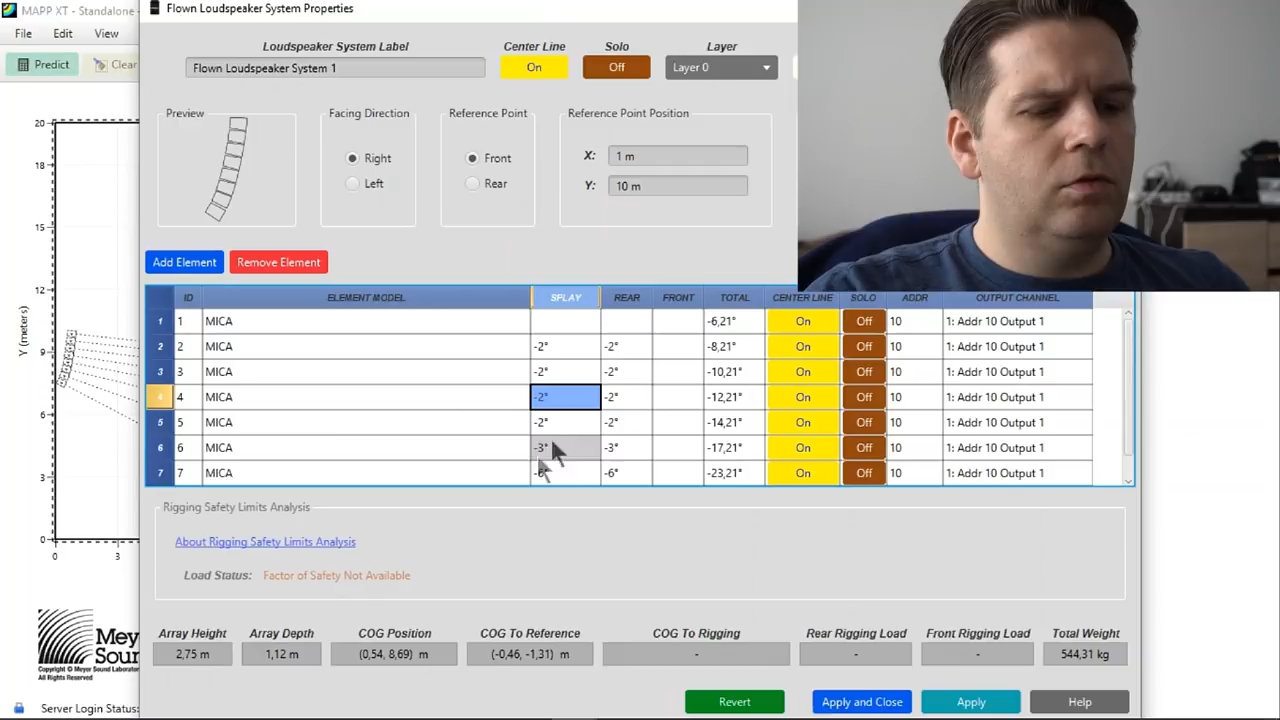 MAPP XT - Standalone
Flown Loudspeaker System Properties
File Edit View
Predict Clear
Loudspeaker System Label Center Line Solo Layer
Flown Loudspeaker System 1 On Off Layer 0
Preview Facing Direction Reference Point Reference Point Position
Right Front X: 1 m
Left Rear Y: 10 m
Add Element Remove Element
ID ELEMENT MODEL SPLAY REAR FRONT TOTAL CENTER LINE SOLO ADDR OUTPUT CHANNEL
1 1 MICA -6,21° On Off 10 1: Addr 10 Output 1
2 2 MICA -2° -2° -8,21° On Off 10 1: Addr 10 Output 1
3 3 MICA -2° -2° -10,21° On Off 10 1: Addr 10 Output 1
4 4 MICA -2° -2° -12,21° On Off 10 1: Addr 10 Output 1
5 5 MICA -2° -2° -14,21° On Off 10 1: Addr 10 Output 1
6 6 MICA -3° -3° -17,21° On Off 10 1: Addr 10 Output 1
7 7 MICA -6° -6° -23,21° On Off 10 1: Addr 10 Output 1
Y (meters)
20
18
15
12
9
6
3
0
0 3
Rigging Safety Limits Analysis
About Rigging Safety Limits Analysis
Load Status: Factor of Safety Not Available
Array Height Array Depth COG Position COG To Reference COG To Rigging Rear Rigging Load Front Rigging Load Total Weight
2,75 m 1,12 m (0,54, 8,69) m (-0,46, -1,31) m - - - 544,31 kg
Meyer
Sound
Copyright © Meyer Sound
All Rights Reserved
Revert Apply and Close Apply Help
Server Login Status: